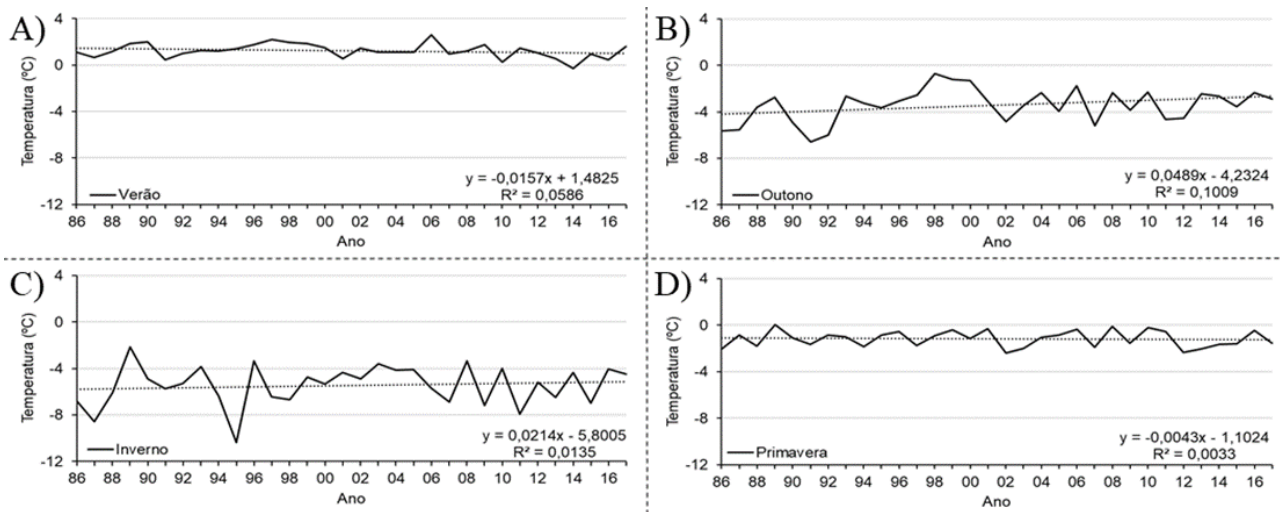 A)
Temperatura (ºC)
4
0
-4
-8
-12
Verão
y = -0,0157x + 1,4825
R² = 0,0586
86 88 90 92 94 96 98 00 02 04 06 08 10 12 14 16
Ano
B)
Temperatura (ºC)
4
0
-4
-8
-12
Outono
y = 0,0489x - 4,2324
R² = 0,1009
86 88 90 92 94 96 98 00 02 04 06 08 10 12 14 16
Ano
C)
Temperatura (ºC)
4
0
-4
-8
-12
Inverno
y = 0,0214x - 5,8005
R² = 0,0135
86 88 90 92 94 96 98 00 02 04 06 08 10 12 14 16
Ano
D)
Temperatura (ºC)
4
0
-4
-8
-12
Primavera
y = -0,0043x - 1,1024
R² = 0,0033
86 88 90 92 94 96 98 00 02 04 06 08 10 12 14 16
Ano